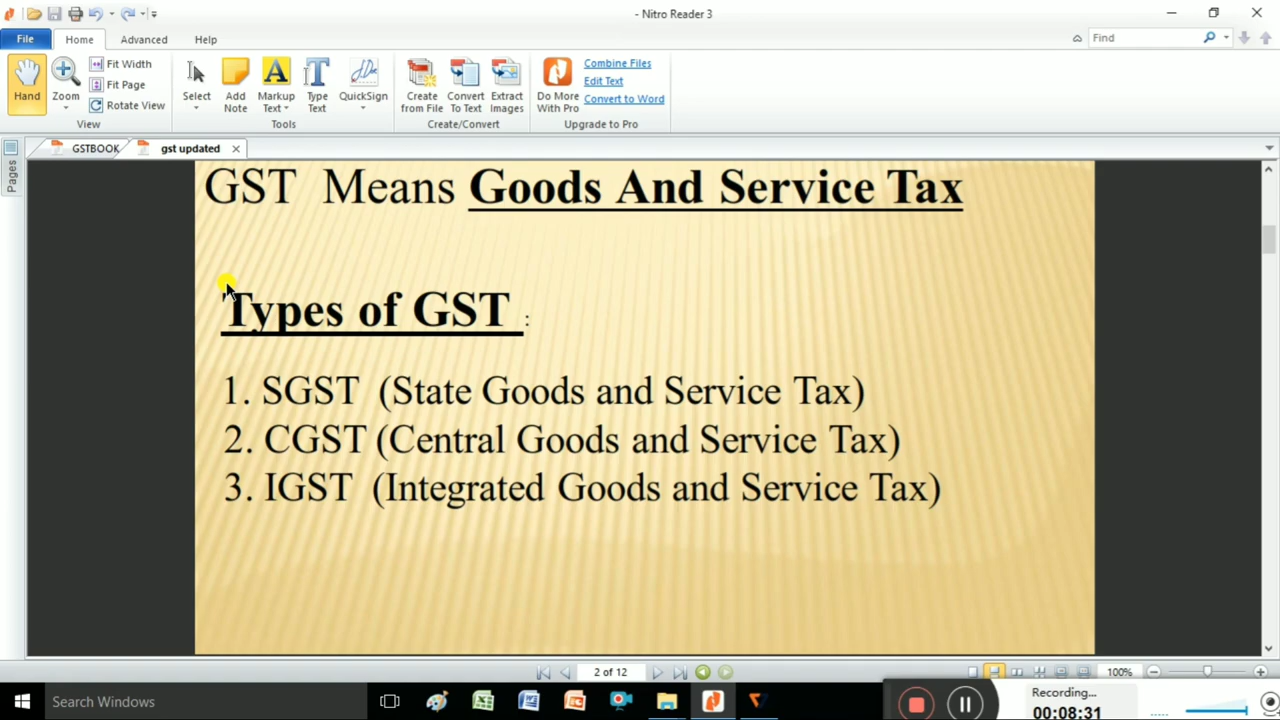 - Nitro Reader 3
File Home Advanced Help
Find
Hand
Zoom
Fit Width
Fit Page
Rotate View
View
Select
Add Note
Markup Text
Type Text
QuickSign
Tools
Create from File
Convert To Text
Extract Images
Create/Convert
Do More With Pro
Combine Files
Edit Text
Convert to Word
Upgrade to Pro
GSTBOOK
gst updated
Pages
GST Means Goods And Service Tax
Types of GST :
1. SGST (State Goods and Service Tax)
2. CGST (Central Goods and Service Tax)
3. IGST (Integrated Goods and Service Tax)
2 of 12
100%
Search Windows
Recording...
00:08:31